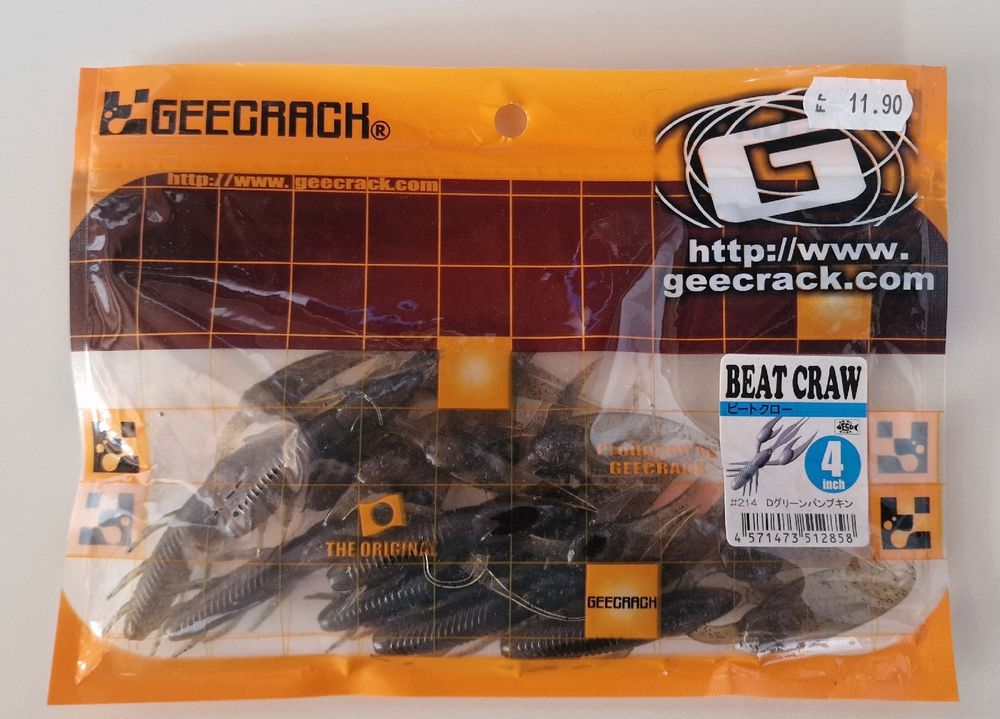 GEECRACK®
Fr 11.90
http://www.geecrack.com
G
http://www.
geecrack.com
BEAT CRAW
ビートクロー
4
inch
#214 Dグリーンパンプキン
4 571473 512858
Produced by
GEECRACK
THE ORIGINAL
GEECRACK